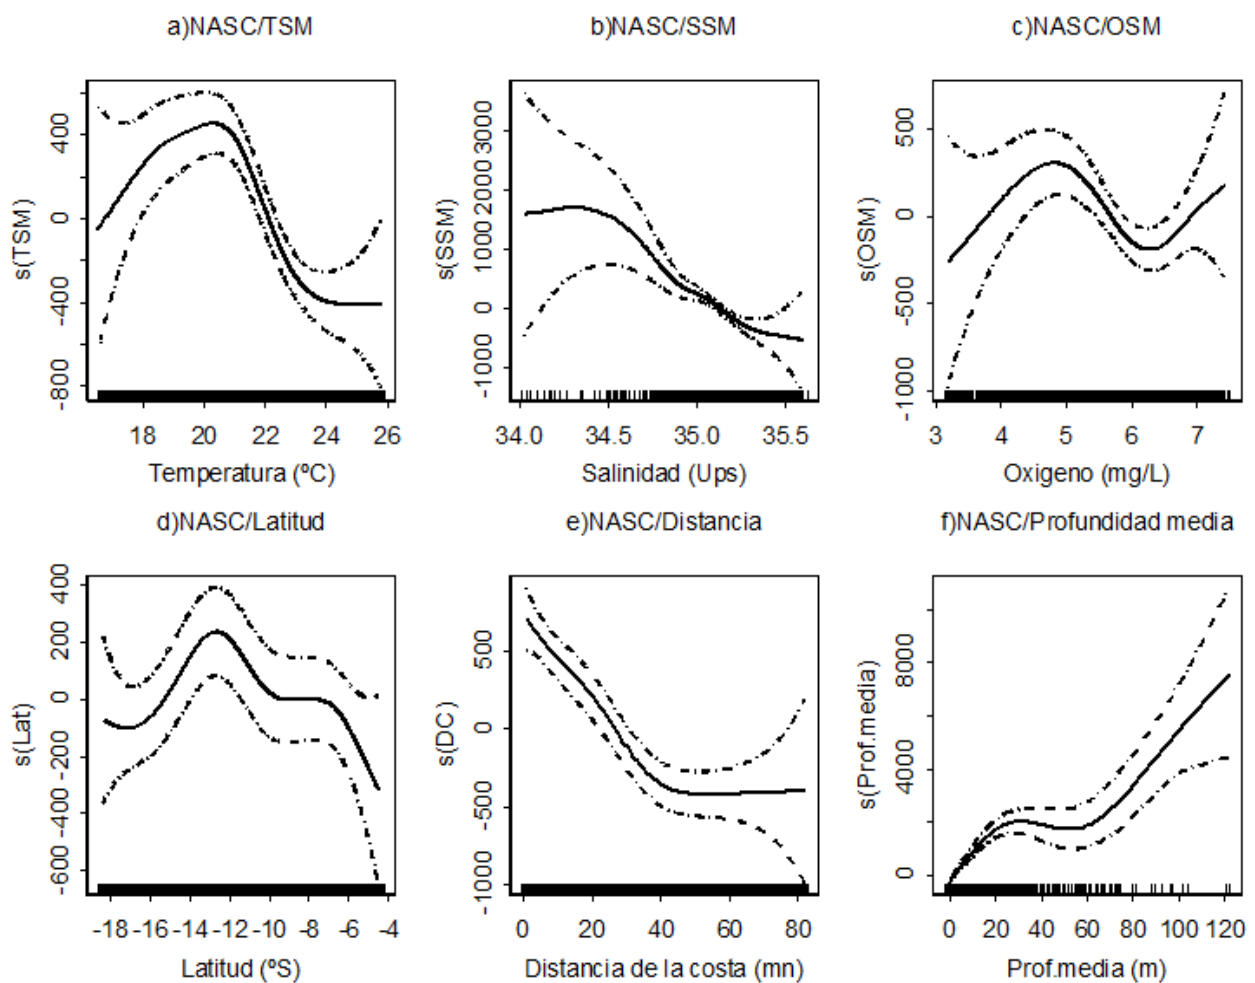 a)NASC/TSM
b)NASC/SSM
c)NASC/OSM
s(TSM)
400
0
-400
-800
18 20 22 24 26
Temperatura (ºC)
s(SSM)
3000
2000
1000
0
-1000
34.0 34.5 35.0 35.5
Salinidad (Ups)
s(OSM)
500
0
-500
-1000
3 4 5 6 7
Oxigeno (mg/L)
d)NASC/Latitud
e)NASC/Distancia
f)NASC/Profundidad media
s(Lat)
400
200
0
-200
-400
-600
-18 -16 -14 -12 -10 -8 -6 -4
Latitud (ºS)
s(DC)
500
0
-500
-1000
0 20 40 60 80
Distancia de la costa (mn)
s(Prof.media)
8000
4000
0
0 20 40 60 80 100 120
Prof.media (m)